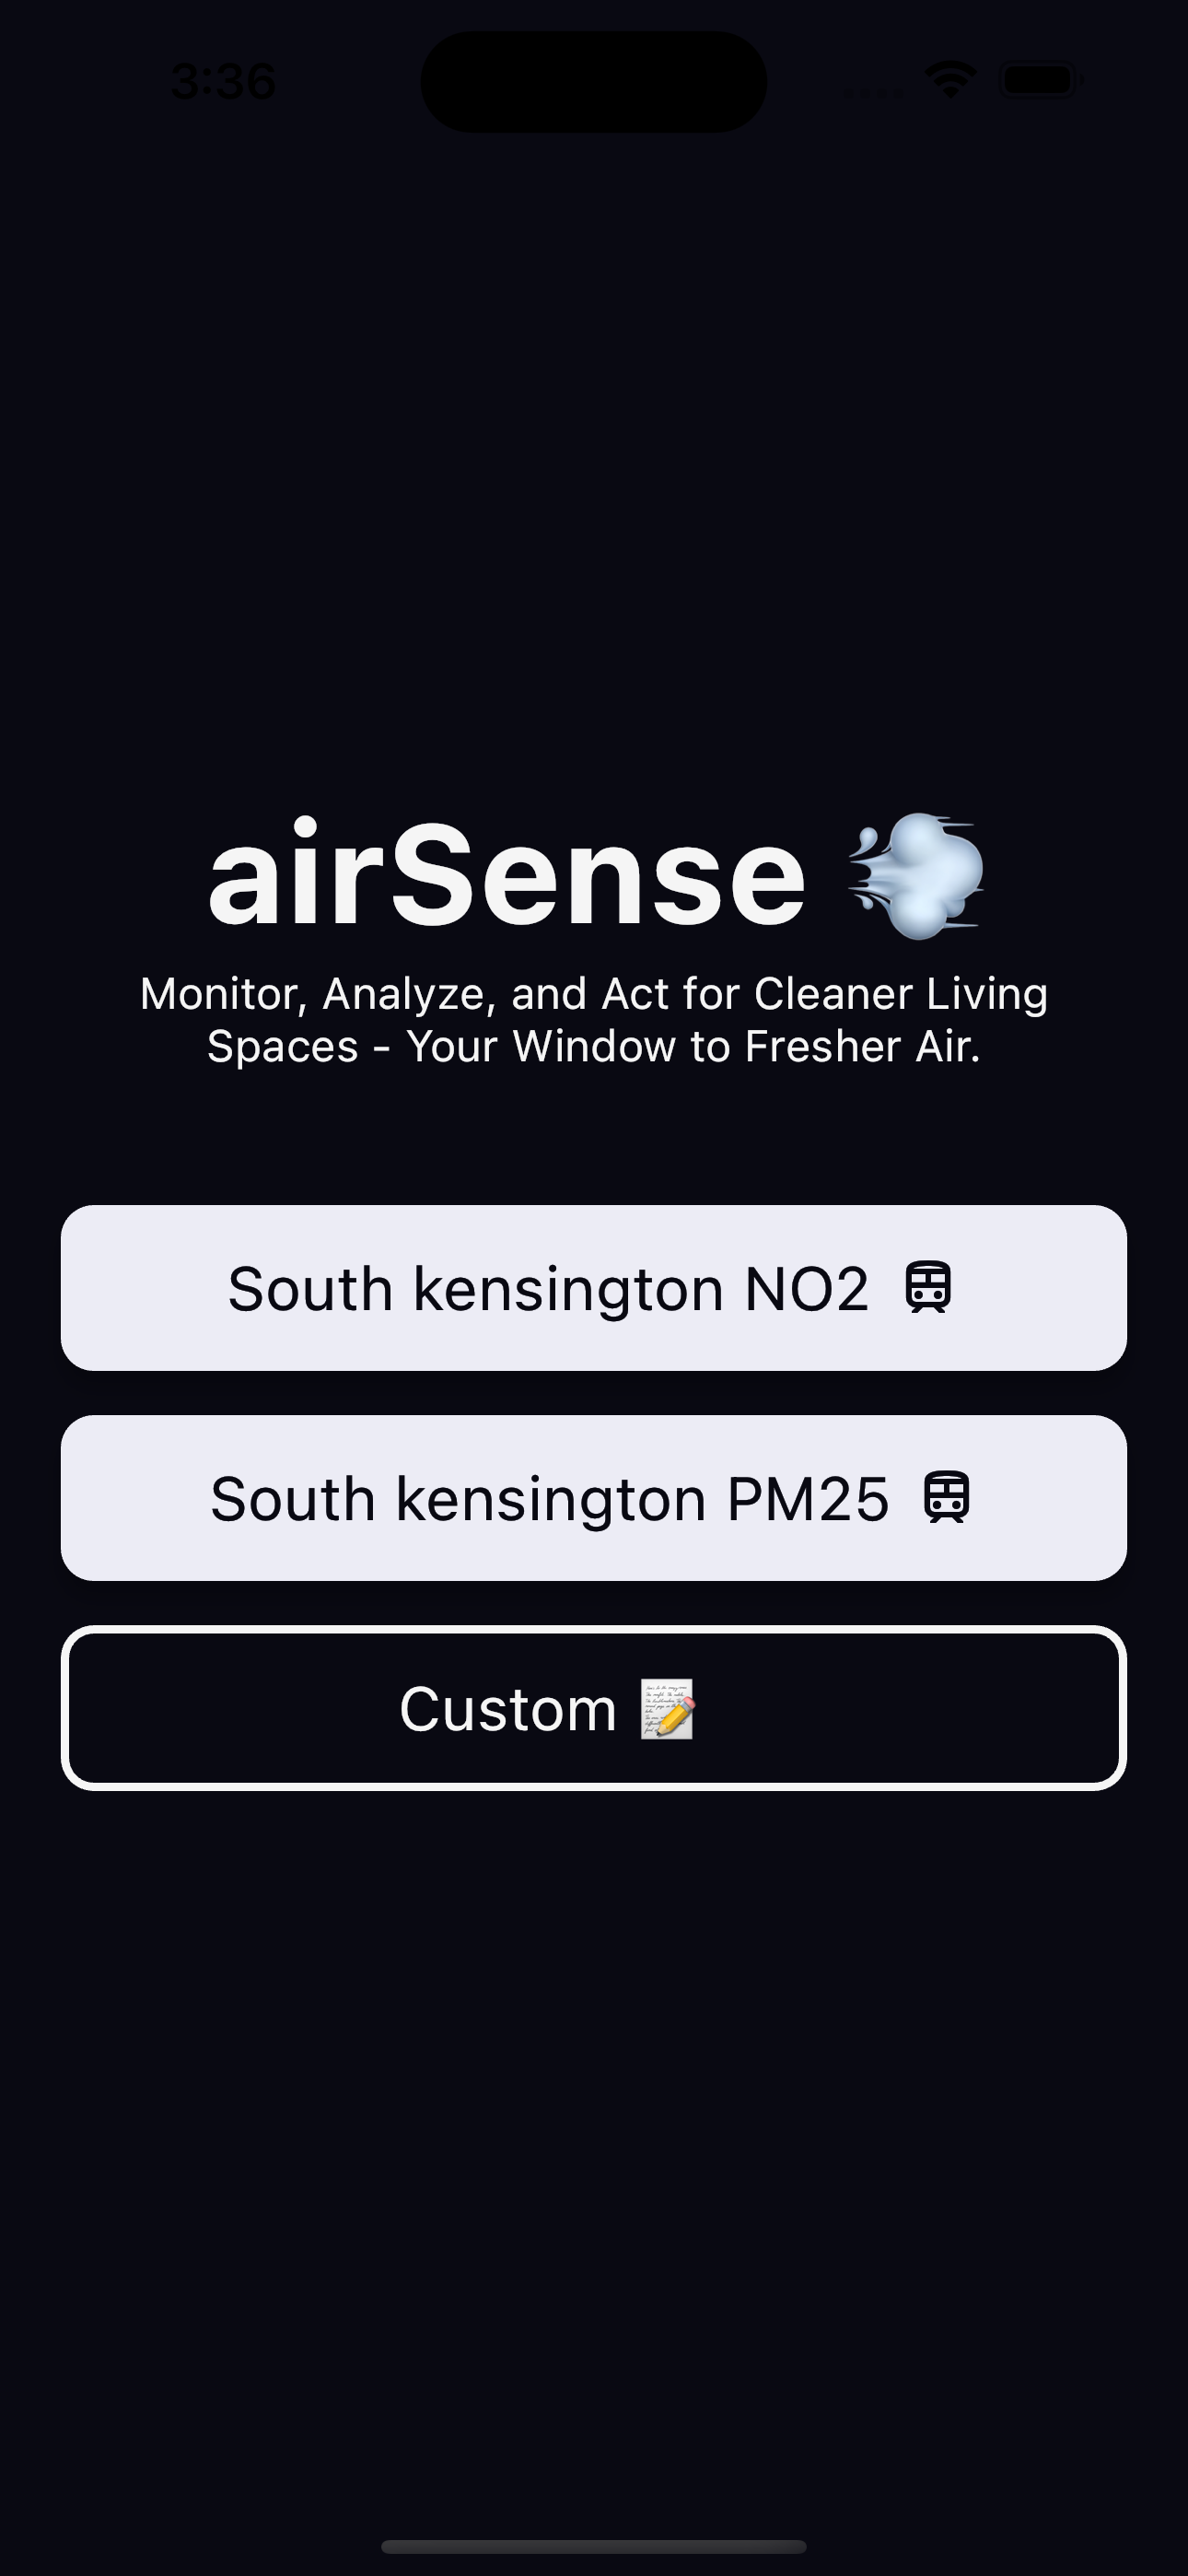 3:36
airSense 💨
Monitor, Analyze, and Act for Cleaner Living
Spaces - Your Window to Fresher Air.
South kensington NO2
South kensington PM25
Custom 📝